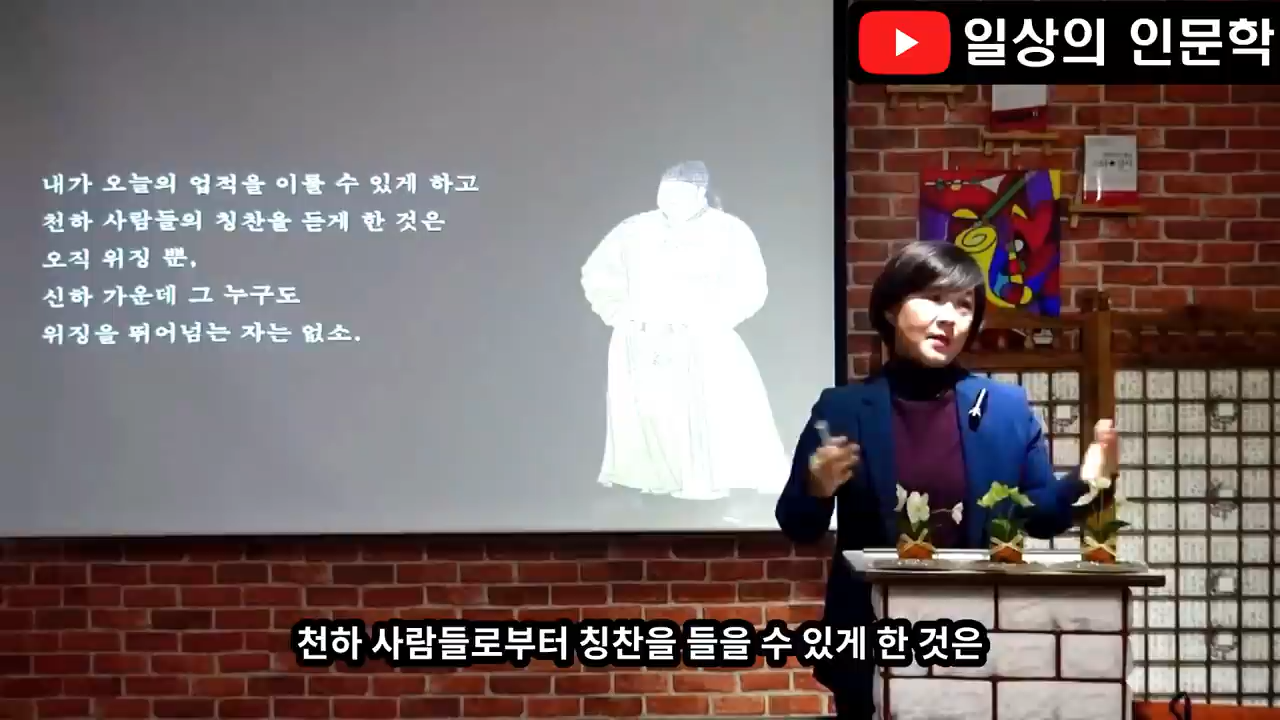 일상의 인문학
내가 오늘의 업적을 이룰 수 있게 하고
천하 사람들의 칭찬을 듣게 한 것은
오직 위징 뿐,
신하 가운데 그 누구도
위징을 뛰어넘는 자는 없소.
천하 사람들로부터 칭찬을 들을 수 있게 한 것은